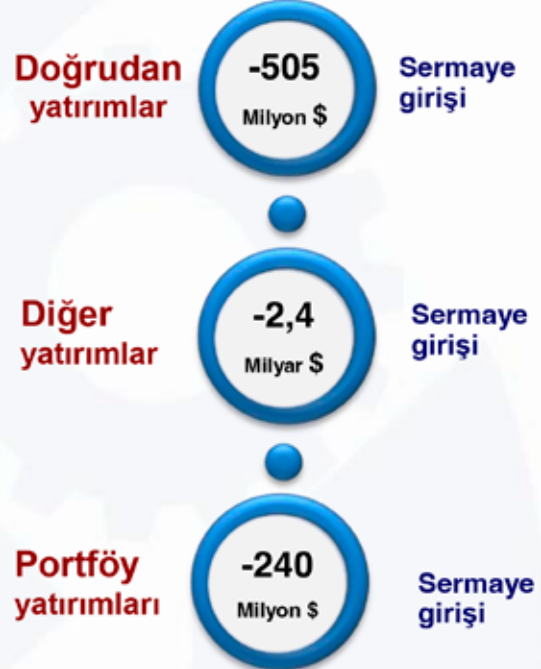 Doğrudan
yatırımlar
-505
Milyon $
Sermaye
girişi
Diğer
yatırımlar
-2,4
Milyar $
Sermaye
girişi
Portföy
yatırımları
-240
Milyon $
Sermaye
girişi